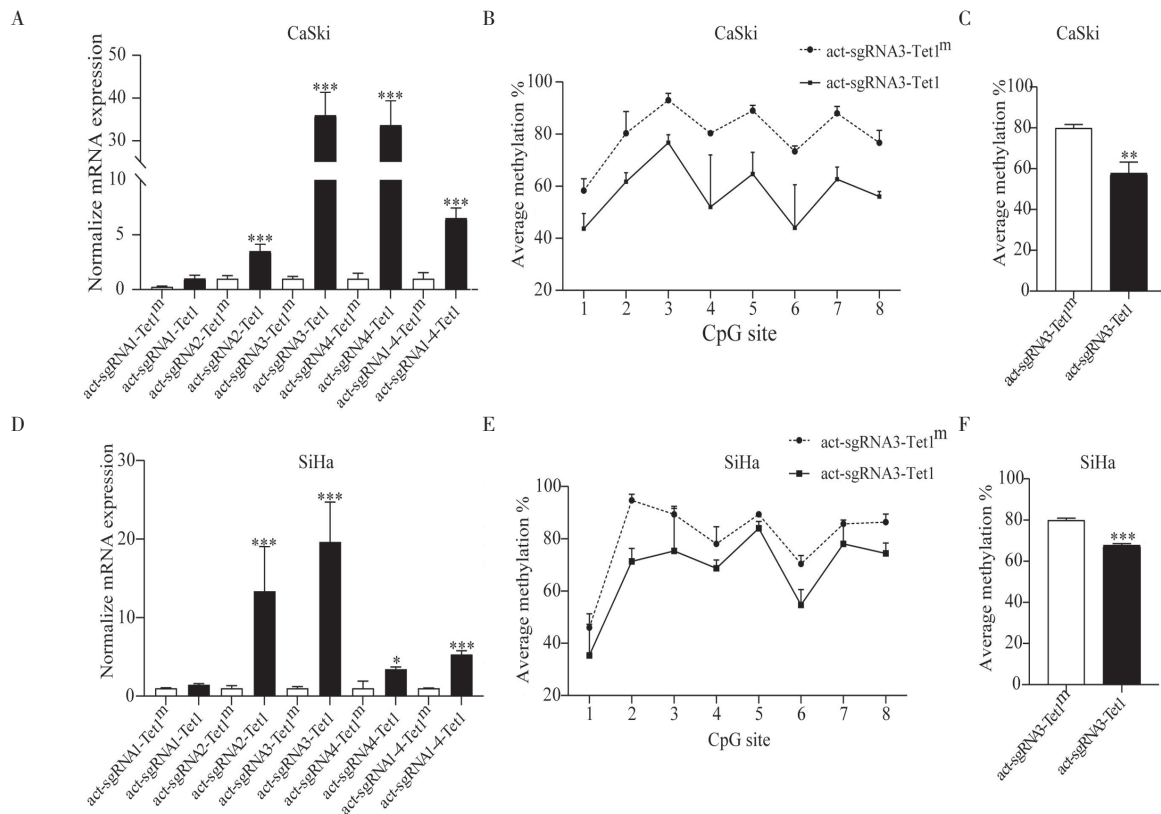 A
CaSki
Normalize mRNA expression
50
40
30
10
5
0
***
***
***
***
act-sgRNA1-Tet1m
act-sgRNA1-Tet1
act-sgRNA2-Tet1m
act-sgRNA2-Tet1
act-sgRNA3-Tet1m
act-sgRNA3-Tet1
act-sgRNA4-Tet1m
act-sgRNA4-Tet1
act-sgRNA1-4-Tet1m
act-sgRNA1-4-Tet1
B
CaSki
act-sgRNA3-Tet1m
act-sgRNA3-Tet1
Average methylation %
100
80
60
40
20
1 2 3 4 5 6 7 8
CpG site
C
CaSki
Average methylation %
100
80
60
40
20
0
**
act-sgRNA3-Tet1m
act-sgRNA3-Tet1
D
SiHa
Normalize mRNA expression
30
20
10
0
***
***
*
***
act-sgRNA1-Tet1m
act-sgRNA1-Tet1
act-sgRNA2-Tet1m
act-sgRNA2-Tet1
act-sgRNA3-Tet1m
act-sgRNA3-Tet1
act-sgRNA4-Tet1m
act-sgRNA4-Tet1
act-sgRNA1-4-Tet1m
act-sgRNA1-4-Tet1
E
SiHa
act-sgRNA3-Tet1m
act-sgRNA3-Tet1
Average methylation %
100
80
60
40
20
1 2 3 4 5 6 7 8
CpG site
F
SiHa
Average methylation %
100
80
60
40
20
0
***
act-sgRNA3-Tet1m
act-sgRNA3-Tet1